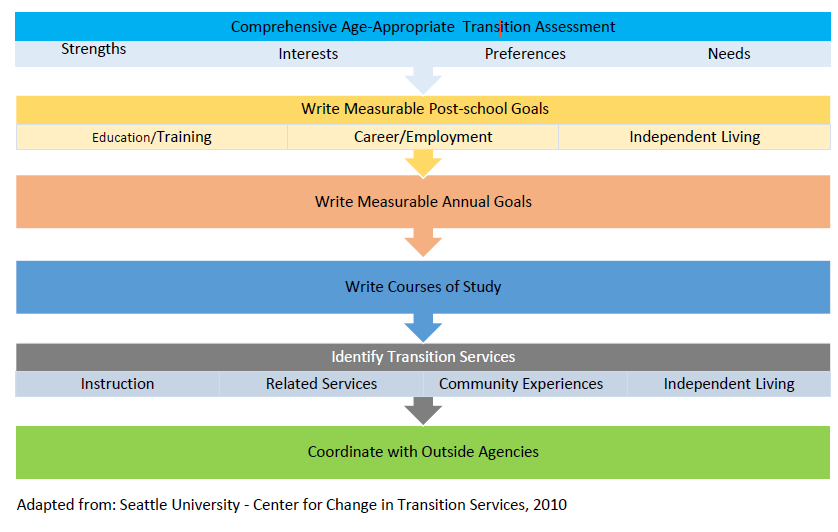 Comprehensive Age-Appropriate Transition Assessment
Strengths Interests Preferences Needs
Write Measurable Post-school Goals
Education/Training Career/Employment Independent Living
Write Measurable Annual Goals
Write Courses of Study
Identify Transition Services
Instruction Related Services Community Experiences Independent Living
Coordinate with Outside Agencies
Adapted from: Seattle University - Center for Change in Transition Services, 2010